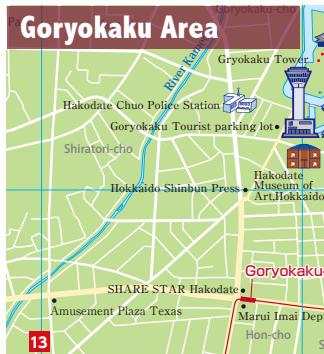 Goryokaku-cho
Goryokaku Area
River Kame
Gryokaku Tower
Hakodate Chuo Police Station
Goryokaku Tourist parking lot
Shiratori-cho
Hakodate
Museum of
Art,Hokkaido
Hokkaido Shinbun Press
Goryokaku-
SHARE STAR Hakodate
Amusement Plaza Texas
Marui Imai Dep
Hon-cho
13